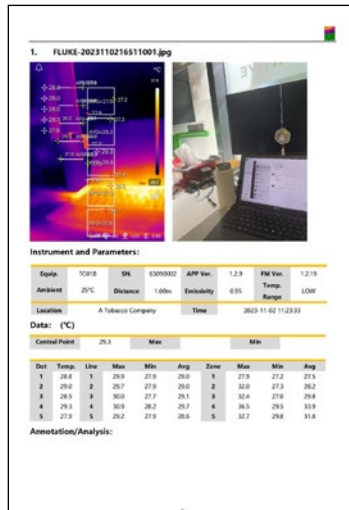 1. FLUKE-2023110216511001.jpg
°C
Instrument and Parameters:
Equip. TC01B SN. 63090002 APP Ver. 1.2.9 FM Ver. 1.2.19
Ambient 25°C Distance 1.00m Emissivity 0.95 Temp. Range LOW
Location A Tobacco Company Time 2023-11-02 11:23:33
Data: (°C)
Central Point 29.3 Max Min
Dot Temp. Line Max Min Avg Zone Max Min Avg
1 28.8 1 29.9 27.9 29.0 1 27.9 27.2 27.5
2 29.0 2 29.7 27.9 29.0 2 32.0 27.3 28.2
3 28.5 3 30.0 27.7 29.1 3 32.4 27.0 29.8
4 29.3 4 30.9 28.2 29.7 4 36.5 29.5 33.9
5 27.9 5 29.2 27.9 28.6 5 32.7 29.8 31.8
Annotation/Analysis: